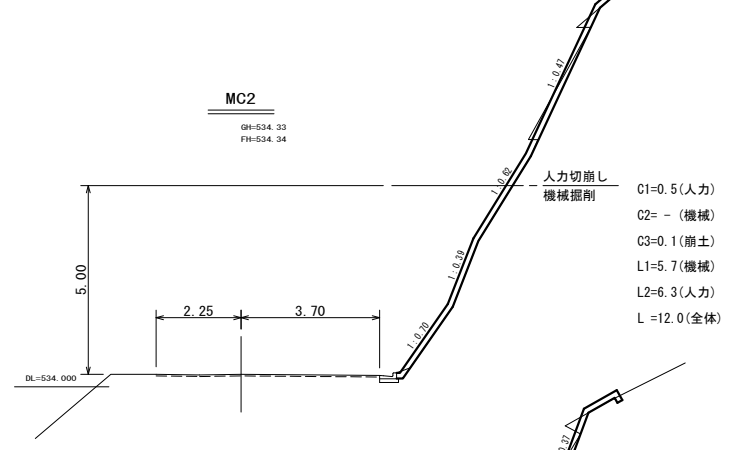 MC2
GH=534.33
FH=534.34
1:0.47
1:0.62
人力切崩し
機械掘削
C1=0.5(人力)
C2= - (機械)
C3=0.1(崩土)
L1=5.7(機械)
L2=6.3(人力)
L =12.0(全体)
1:0.39
5.00
2.25
3.70
1:0.70
DL=534.000